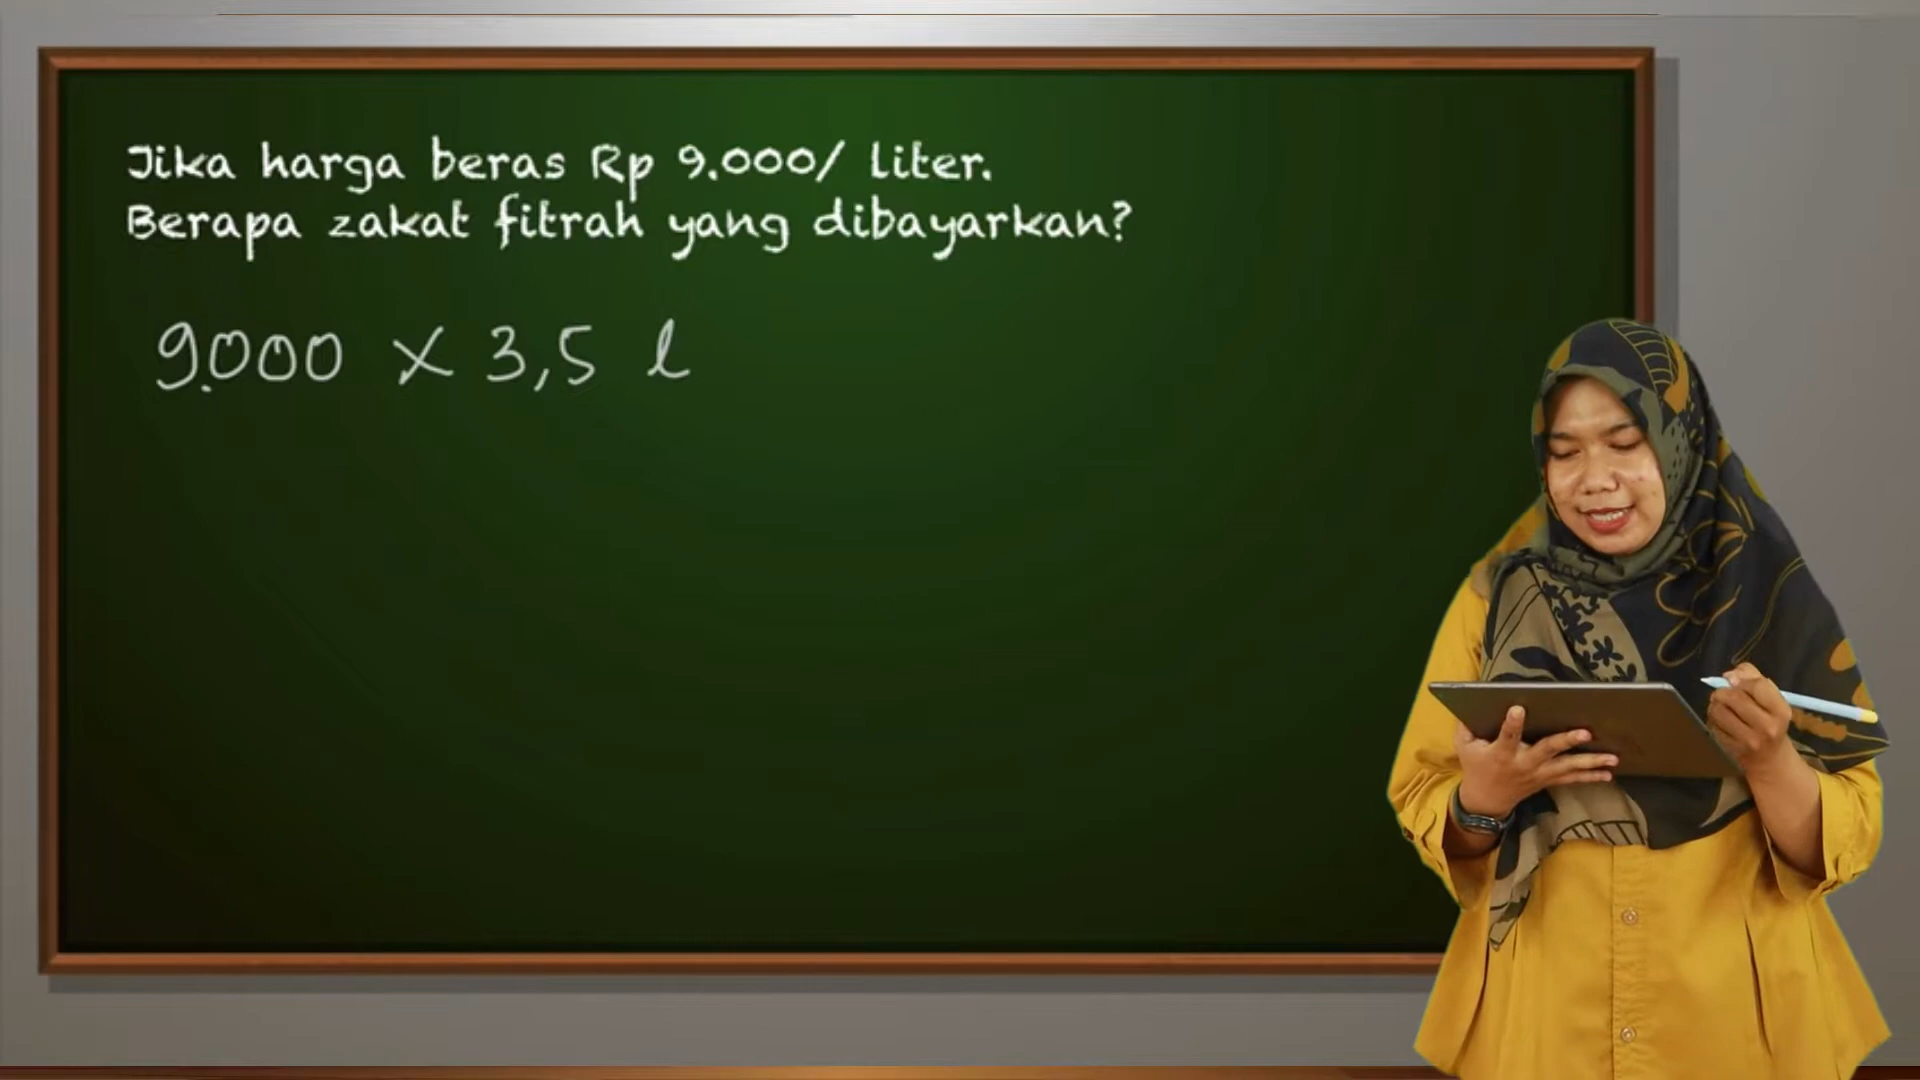 Jika harga beras Rp 9.000/ liter.
Berapa zakat fitrah yang dibayarkan?
9.000 x 3,5 l